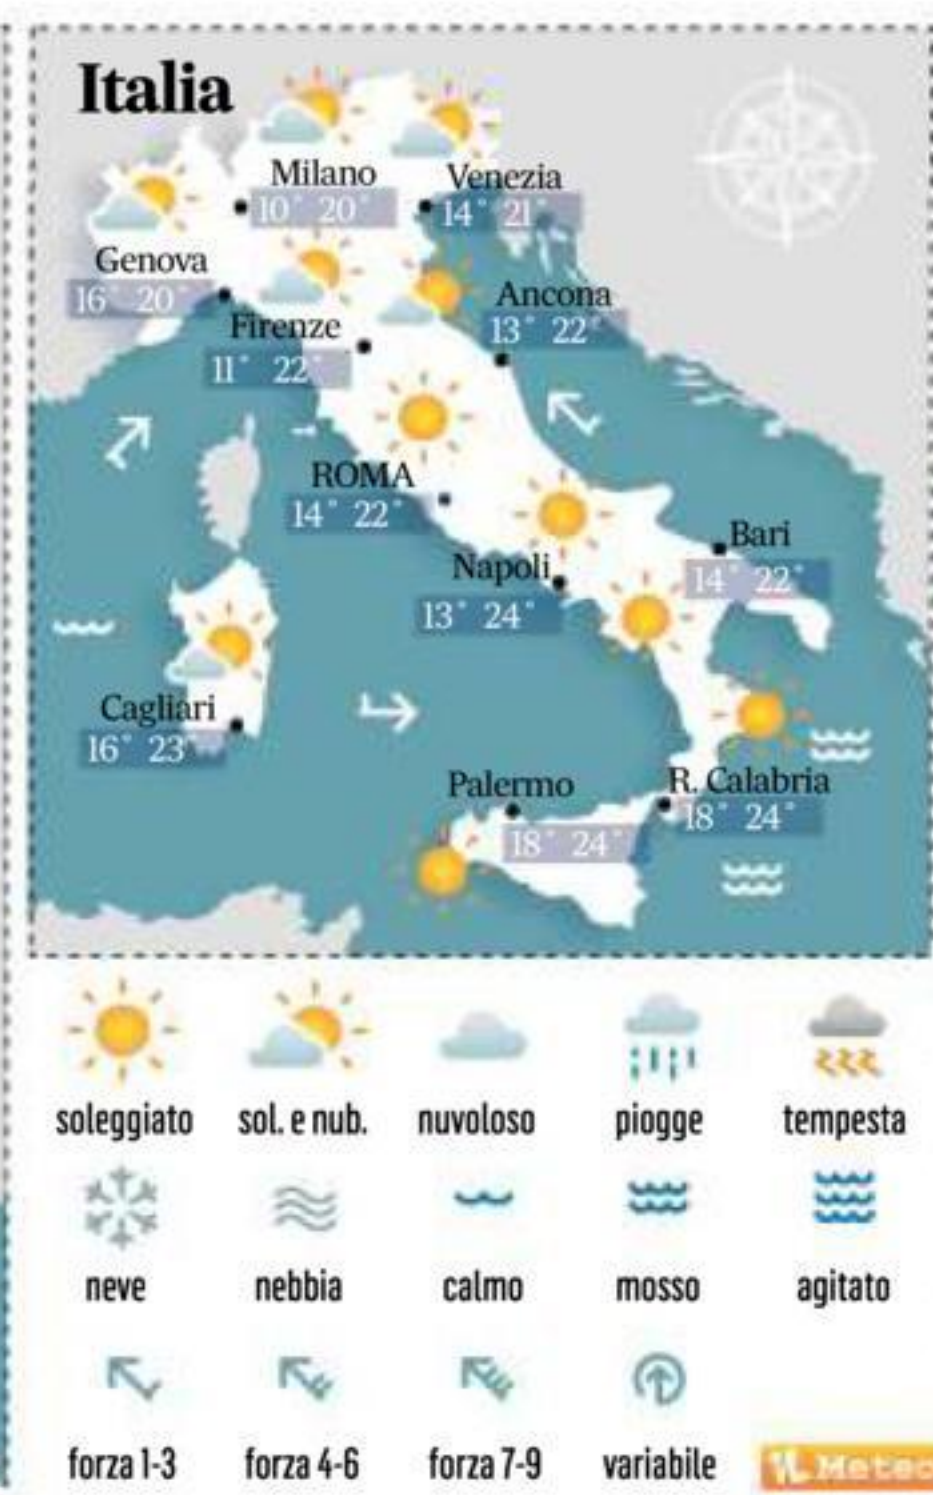 Italia
Milano
10° 20°
Venezia
14° 21°
Genova
16° 20°
Ancona
13° 22°
Firenze
11° 22°
ROMA
14° 22°
Bari
14° 22°
Napoli
13° 24°
Cagliari
16° 23°
Palermo
18° 24°
R. Calabria
18° 24°
soleggiato sol. e nub. nuvoloso piogge tempesta
neve nebbia calmo mosso agitato
forza 1-3 forza 4-6 forza 7-9 variabile